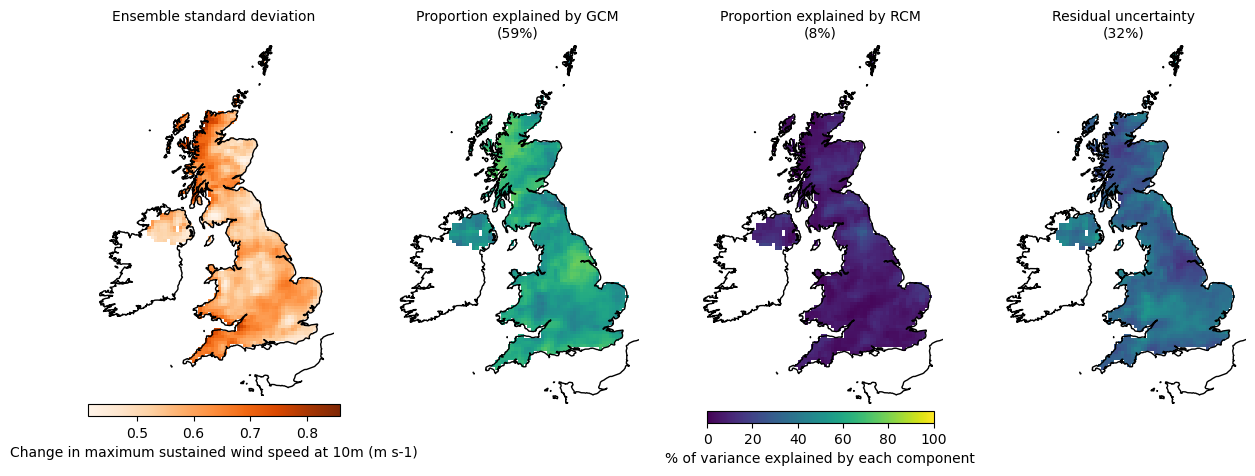 Ensemble standard deviation
Proportion explained by GCM
(59%)
Proportion explained by RCM
(8%)
Residual uncertainty
(32%)
0.5 0.6 0.7 0.8
Change in maximum sustained wind speed at 10m (m s-1)
0 20 40 60 80 100
% of variance explained by each component